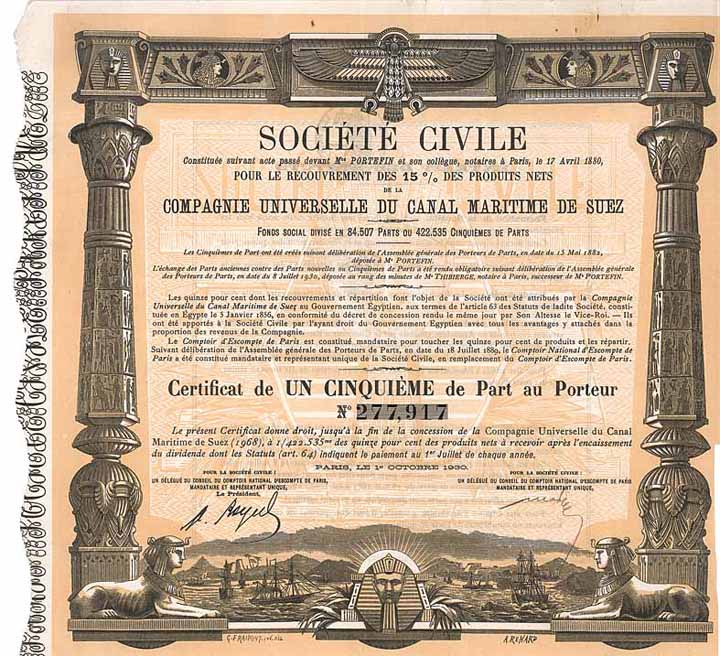 SOCIÉTÉ CIVILE
Constituée suivant acte passé devant Mes PORTEFIN et son collègue, notaires à Paris, le 17 Avril 1880,
POUR LE RECOUVREMENT DES 15 % DES PRODUITS NETS
DE LA
COMPAGNIE UNIVERSELLE DU CANAL MARITIME DE SUEZ
FONDS SOCIAL DIVISÉ EN 84.507 PARTS OU 422.535 CINQUIÈMES DE PARTS
Les Cinquièmes de Part ont été créés suivant délibération de l'Assemblée générale des Porteurs de Parts, en date du 15 Mai 1882,
déposée à Me PORTEFIN.
L'échange des Parts anciennes contre des Parts nouvelles ou Cinquièmes de Parts a été rendu obligatoire suivant délibération de l'Assemblée générale
des Porteurs de Parts, en date du 8 Juillet 1930, déposée au rang des minutes de Me THIBIERGE, notaire à Paris, successeur de Me PORTEFIN.
Les quinze pour cent dont les recouvrements et répartition font l'objet de la Société ont été attribués par la Compagnie
Universelle du Canal Maritime de Suez au Gouvernement Egyptien, aux termes de l'article 63 des Statuts de ladite Société, consti-
tuée en Égypte le 5 Janvier 1856, en conformité du décret de concession rendu le même jour par Son Altesse le Vice-Roi. — Ils
ont été apportés à la Société Civile par l'ayant droit du Gouvernement Egyptien avec tous les avantages y attachés dans la
proportion des revenus de la Compagnie.
Le Comptoir d'Escompte de Paris est constitué mandataire pour toucher les quinze pour cent de produits et les répartir.
Suivant délibération de l'Assemblée générale des Porteurs de Parts, en date du 18 Juillet 1889, le Comptoir National d'Escompte de
Paris a été constitué mandataire et représentant unique de la Société Civile, en remplacement du Comptoir d'Escompte de Paris.
Certificat de UN CINQUIÈME de Part au Porteur
No 277,917
Le présent Certificat donne droit, jusqu'à la fin de la concession de la Compagnie Universelle du Canal
Maritime de Suez (1968), à 1/422.535me des quinze pour cent des produits nets à recevoir après l'encaissement
du dividende dont les Statuts (art. 64) indiquent le paiement au 1er Juillet de chaque année.
PARIS, LE 1er OCTOBRE 1930.
POUR LA SOCIÉTÉ CIVILE :
UN DÉLÉGUÉ DU CONSEIL DU COMPTOIR NATIONAL D'ESCOMPTE DE PARIS,
MANDATAIRE ET REPRÉSENTANT UNIQUE,
Le Président,
POUR LA SOCIÉTÉ CIVILE :
UN DÉLÉGUÉ DU CONSEIL DU COMPTOIR NATIONAL D'ESCOMPTE DE PARIS,
MANDATAIRE ET REPRÉSENTANT UNIQUE,
G. FRAIPONT
A. RENARD